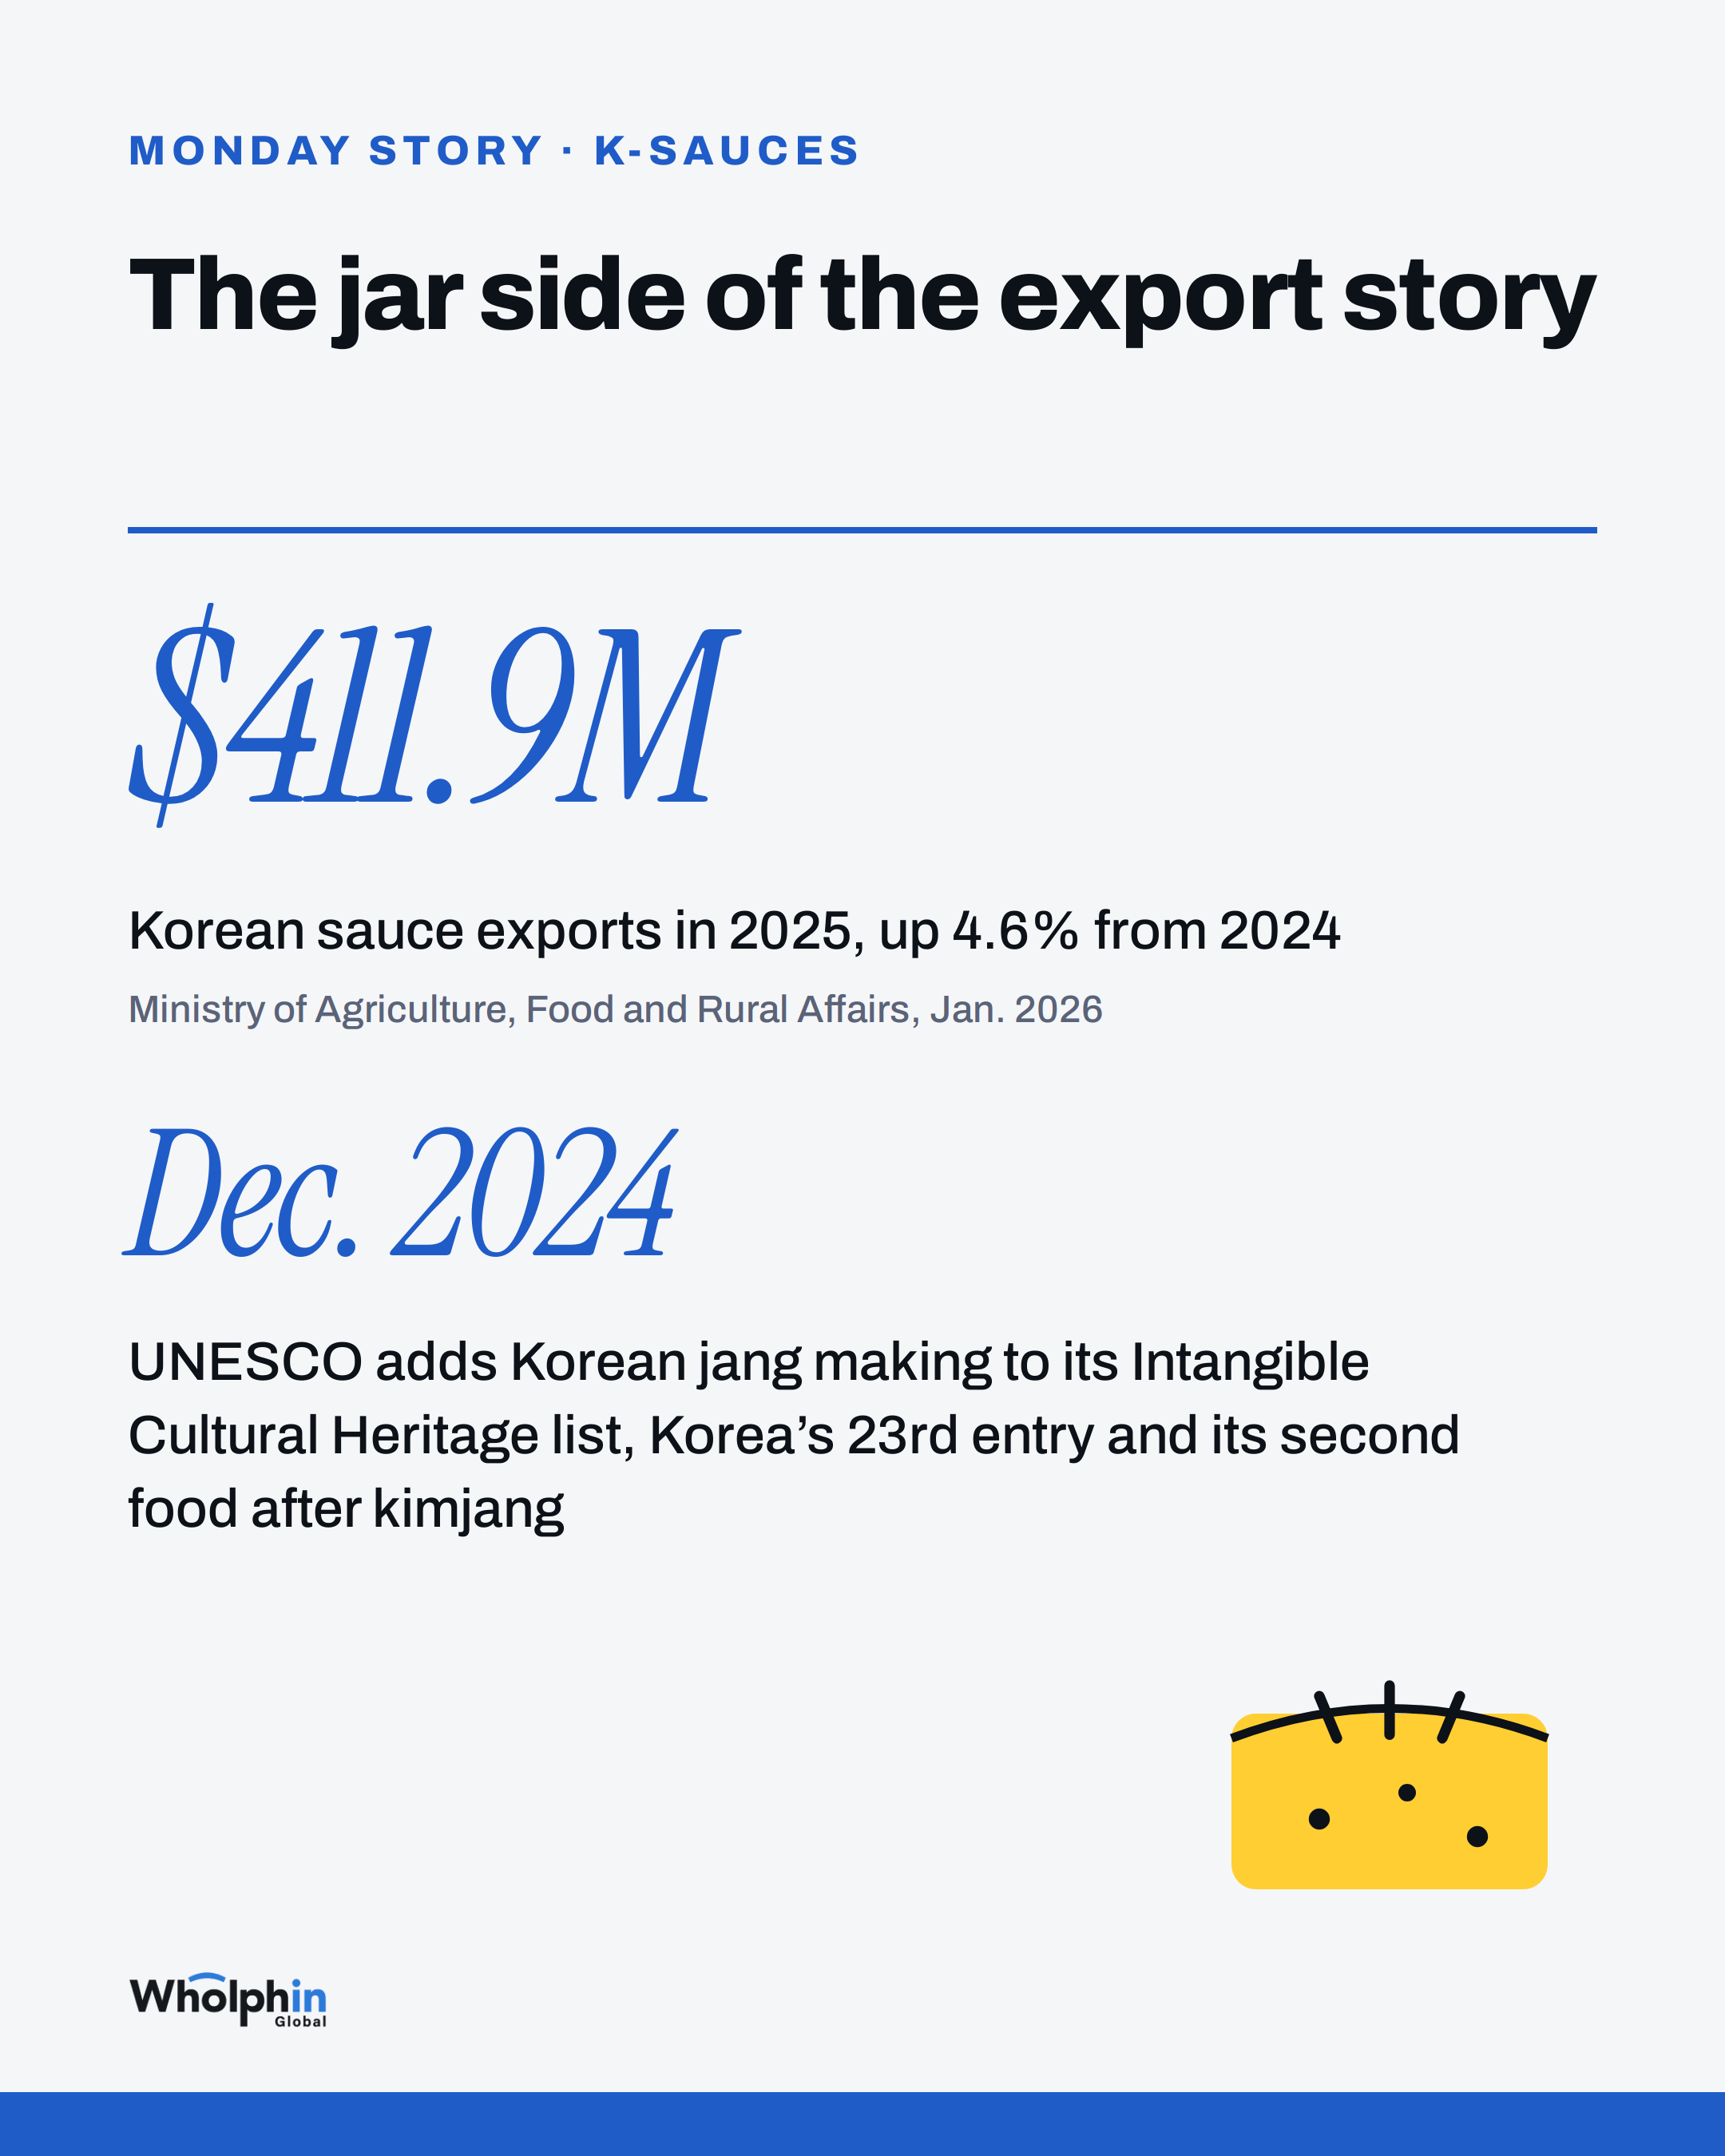 MONDAY STORY · K-SAUCES
The jar side of the export story
$411.9M
Korean sauce exports in 2025, up 4.6% from 2024
Ministry of Agriculture, Food and Rural Affairs, Jan. 2026
Dec. 2024
UNESCO adds Korean jang making to its Intangible
Cultural Heritage list, Korea’s 23rd entry and its second
food after kimjang
Wholphin
Global